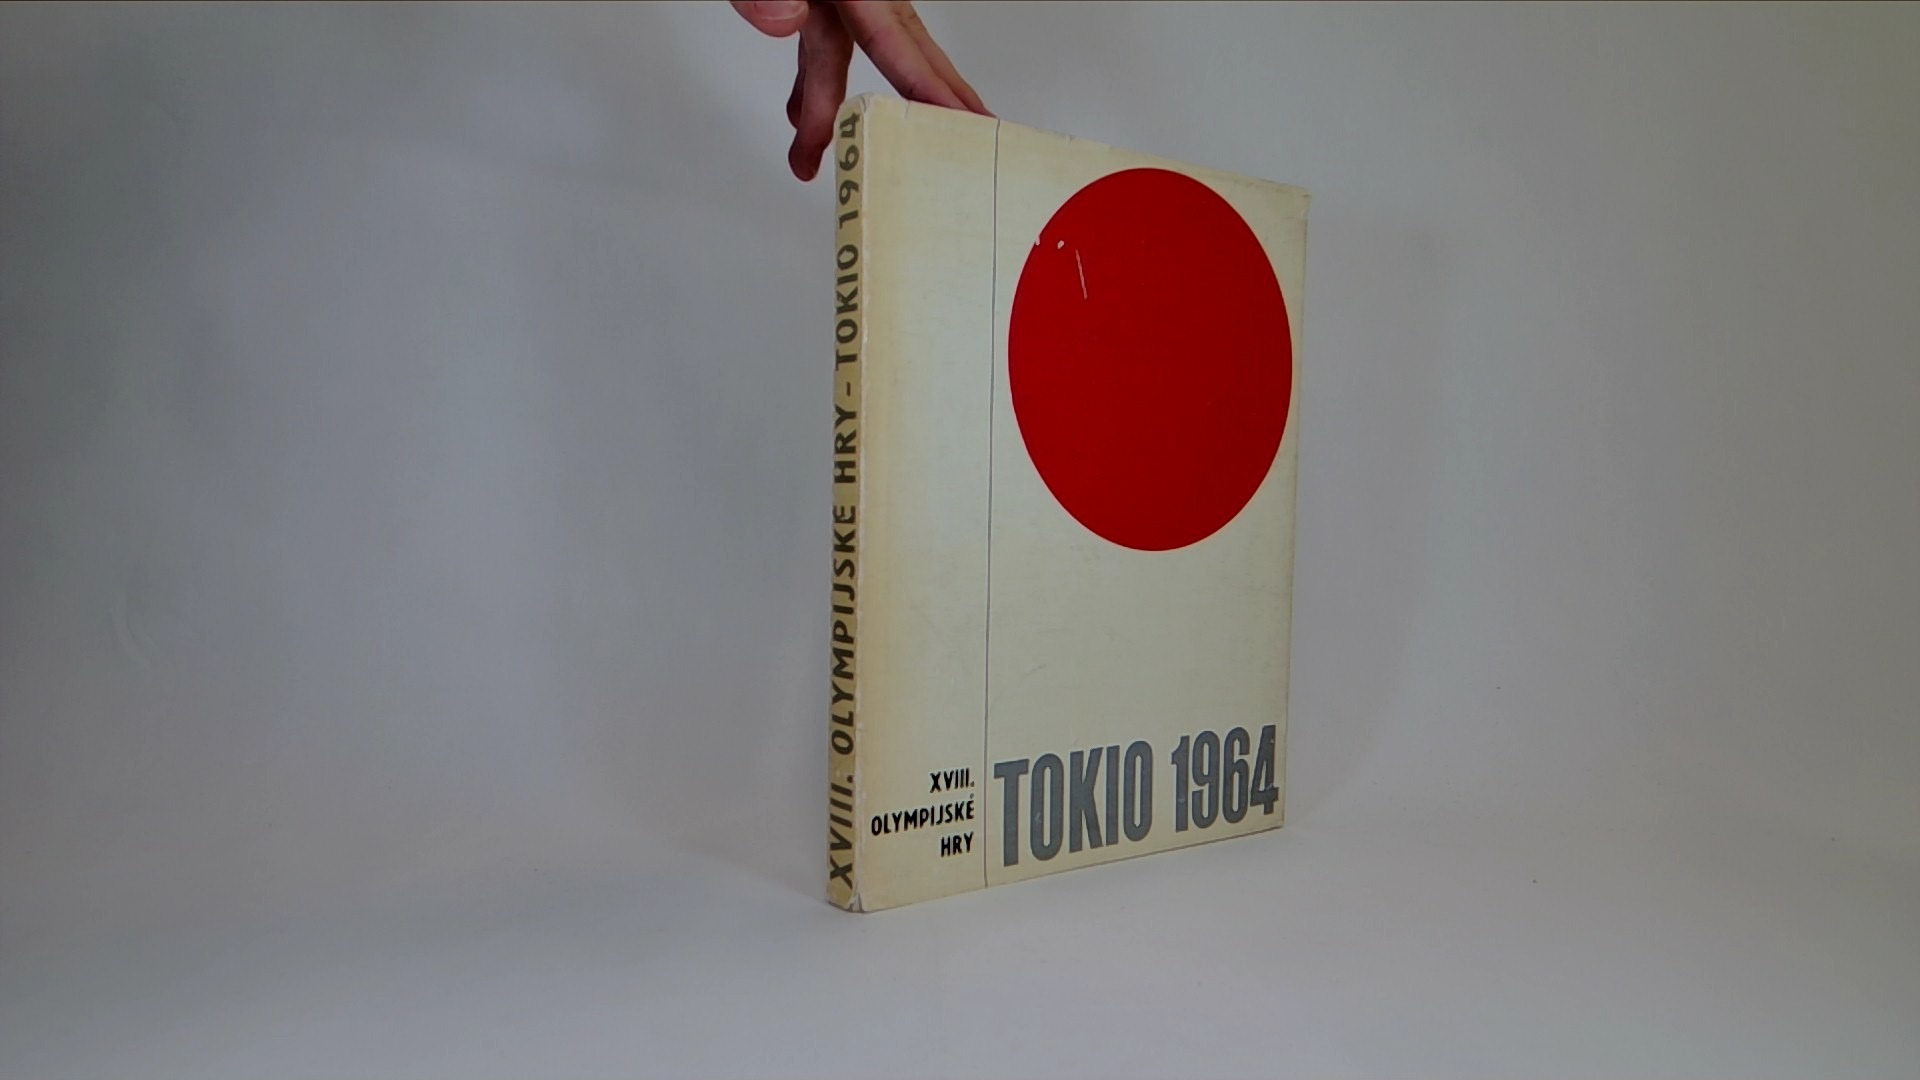 XVIII. OLYMPIJSKÉ HRY - TOKIO 1964
XVIII.
OLYMPIJSKÉ
HRY
TOKIO 1964